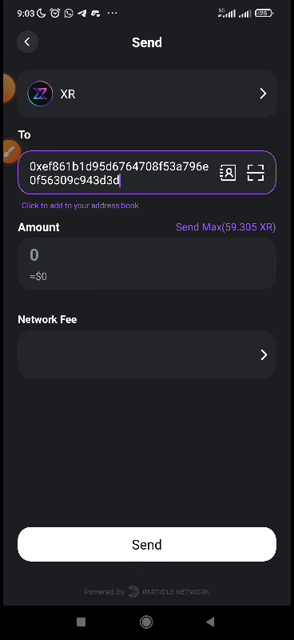 9:03
Send
XR
To
0xef861b1d95d6764708f53a796e
0f56309c943d3d
Click to add to your address book
Amount
Send Max(59.305 XR)
0
≈$0
Network Fee
Send
Powered By PARTICLE NETWORK